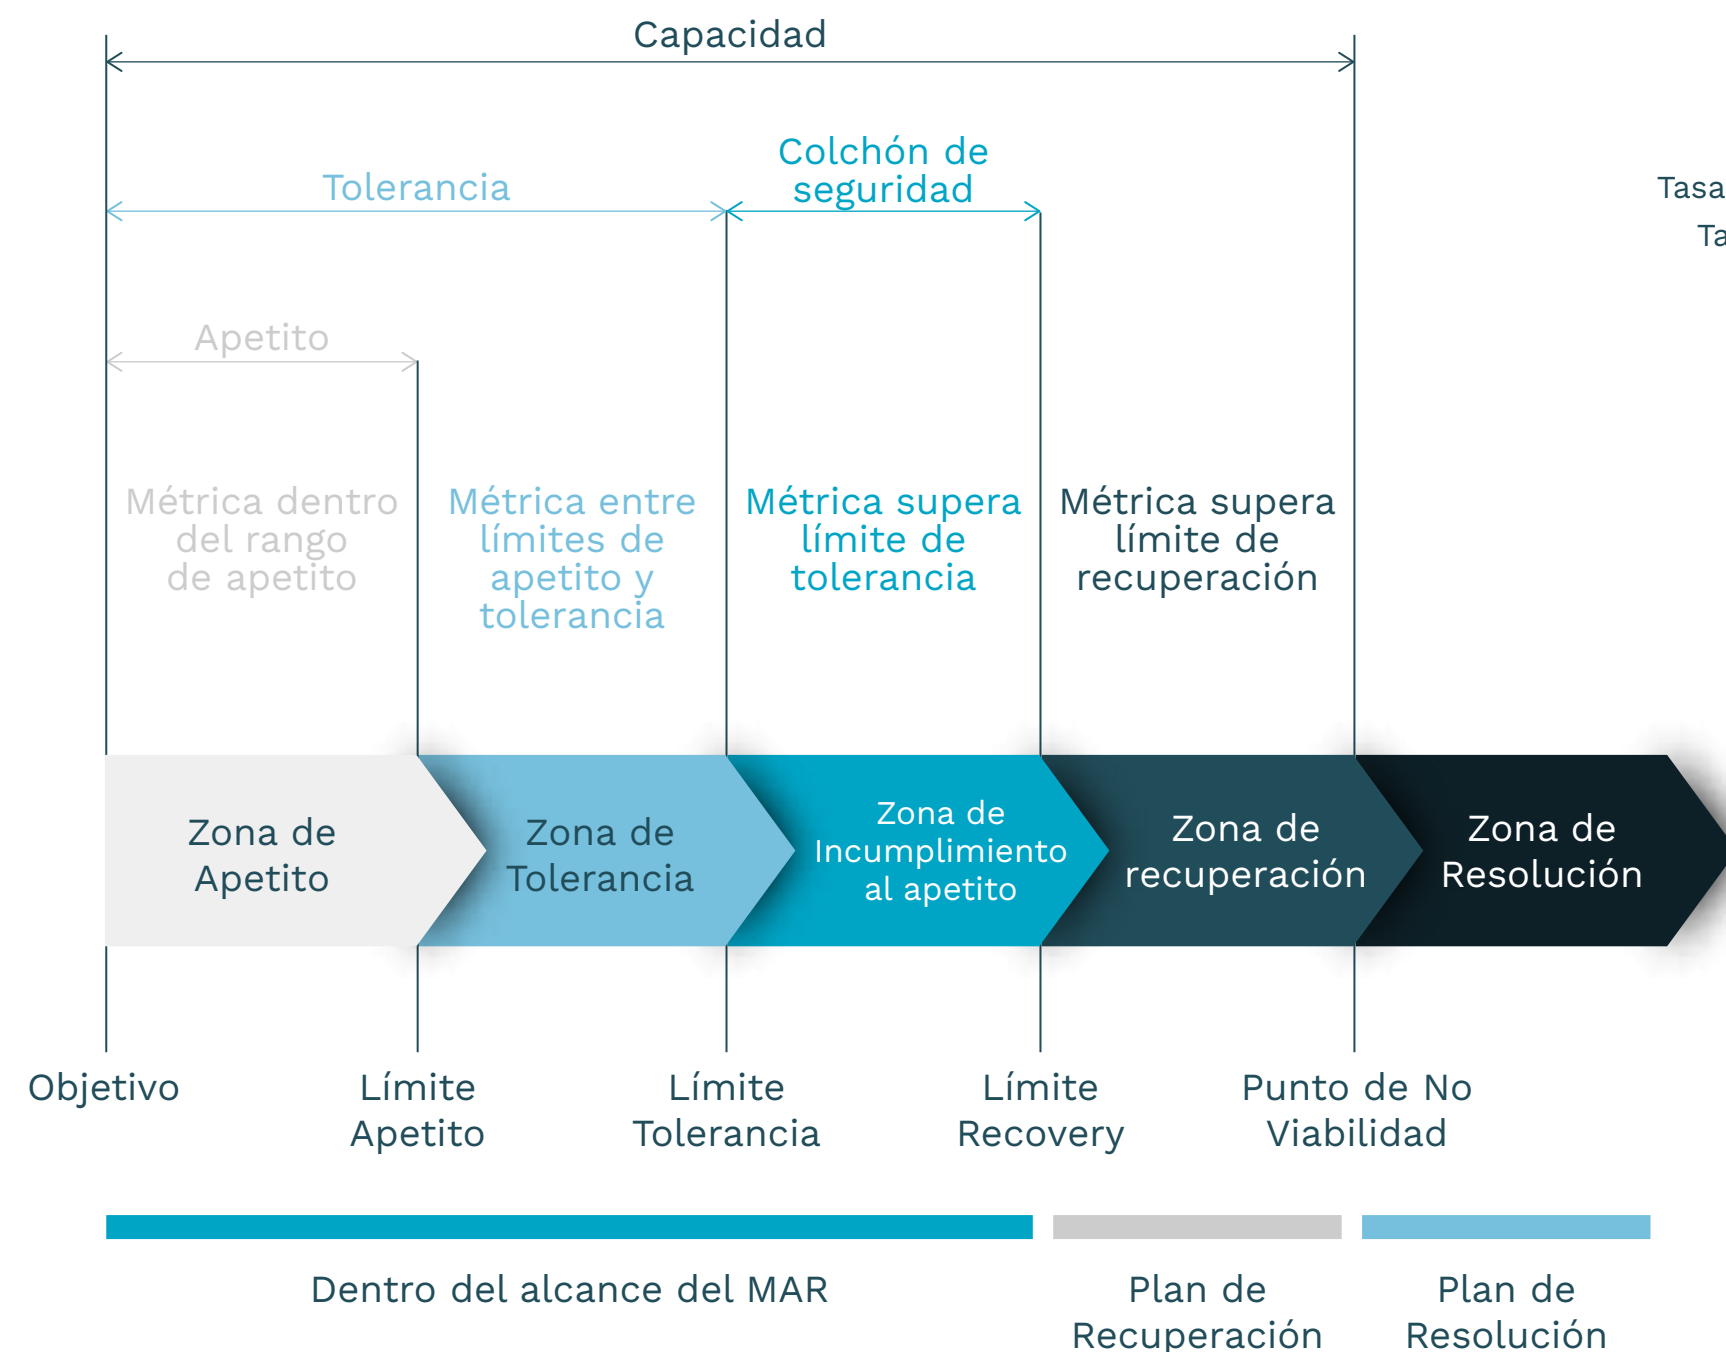 Capacidad
Colchón de
seguridad
Tolerancia
Tasa
Ta
Apetito
Métrica dentro
del rango
de apetito
Métrica entre
límites de
apetito y
tolerancia
Métrica supera
límite de
tolerancia
Métrica supera
límite de
recuperación
Zona de
Apetito
Zona de
Tolerancia
Zona de
Incumplimiento
al apetito
Zona de
recuperación
Zona de
Resolución
Objetivo
Límite
Apetito
Límite
Tolerancia
Límite
Recovery
Punto de No
Viabilidad
Dentro del alcance del MAR
Plan de
Recuperación
Plan de
Resolución